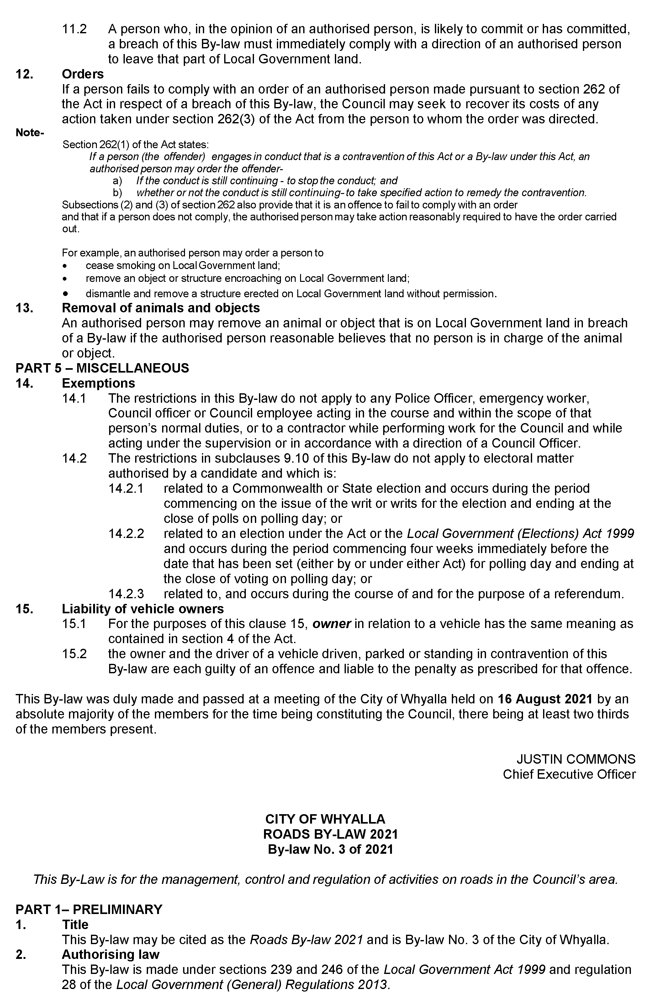 11.2 A person who, in the opinion of an authorised person, is likely to commit or has committed,
a breach of this By-law must immediately comply with a direction of an authorised person
to leave that part of Local Government land.
12. Orders
If a person fails to comply with an order of an authorised person made pursuant to section 262 of
the Act in respect of a breach of this By-law, the Council may seek to recover its costs of any
action taken under section 262(3) of the Act from the person to whom the order was directed.
Note-
Section 262(1) of the Act states:
If a person (the offender) engages in conduct that is a contravention of this Act or a By-law under this Act, an
authorised person may order the offender-
a) If the conduct is still continuing - to stop the conduct; and
b) whether or not the conduct is still continuing- to take specified action to remedy the contravention.
Subsections (2) and (3) of section 262 also provide that it is an offence to fail to comply with an order
and that if a person does not comply, the authorised person may take action reasonably required to have the order carried
out.
For example, an authorised person may order a person to
• cease smoking on Local Government land;
• remove an object or structure encroaching on Local Government land;
• dismantle and remove a structure erected on Local Government land without permission.
13. Removal of animals and objects
An authorised person may remove an animal or object that is on Local Government land in breach
of a By-law if the authorised person reasonable believes that no person is in charge of the animal
or object.
PART 5 – MISCELLANEOUS
14. Exemptions
14.1 The restrictions in this By-law do not apply to any Police Officer, emergency worker,
Council officer or Council employee acting in the course and within the scope of that
person's normal duties, or to a contractor while performing work for the Council and while
acting under the supervision or in accordance with a direction of a Council Officer.
14.2 The restrictions in subclauses 9.10 of this By-law do not apply to electoral matter
authorised by a candidate and which is:
14.2.1 related to a Commonwealth or State election and occurs during the period
commencing on the issue of the writ or writs for the election and ending at the
close of polls on polling day; or
14.2.2 related to an election under the Act or the Local Government (Elections) Act 1999
and occurs during the period commencing four weeks immediately before the
date that has been set (either by or under either Act) for polling day and ending at
the close of voting on polling day; or
14.2.3 related to, and occurs during the course of and for the purpose of a referendum.
15. Liability of vehicle owners
15.1 For the purposes of this clause 15, owner in relation to a vehicle has the same meaning as
contained in section 4 of the Act.
15.2 the owner and the driver of a vehicle driven, parked or standing in contravention of this
By-law are each guilty of an offence and liable to the penalty as prescribed for that offence.
This By-law was duly made and passed at a meeting of the City of Whyalla held on 16 August 2021 by an
absolute majority of the members for the time being constituting the Council, there being at least two thirds
of the members present.
JUSTIN COMMONS
Chief Executive Officer
CITY OF WHYALLA
ROADS BY-LAW 2021
By-law No. 3 of 2021
This By-Law is for the management, control and regulation of activities on roads in the Council's area.
PART 1– PRELIMINARY
1. Title
This By-law may be cited as the Roads By-law 2021 and is By-law No. 3 of the City of Whyalla.
2. Authorising law
This By-law is made under sections 239 and 246 of the Local Government Act 1999 and regulation
28 of the Local Government (General) Regulations 2013.